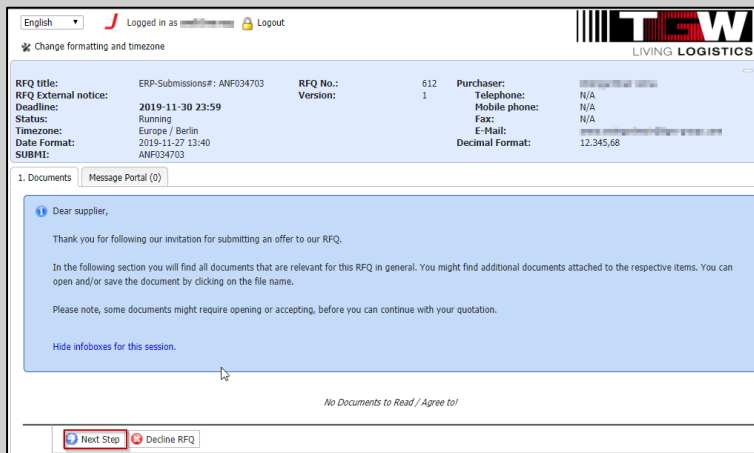 English Logged in as Logout
TGW
LIVING LOGISTICS
Change formatting and timezone
RFQ title: ERP-Submissions#: ANF034703 RFQ No.: 612 Purchaser:
RFQ External notice: Version: 1 Telephone: N/A
Deadline: 2019-11-30 23:59 Mobile phone: N/A
Status: Running Fax: N/A
Timezone: Europe / Berlin E-Mail:
Date Format: 2019-11-27 13:40 Decimal Format: 12.345,68
SUBMI: ANF034703
1. Documents Message Portal (0)
Dear supplier,
Thank you for following our invitation for submitting an offer to our RFQ.
In the following section you will find all documents that are relevant for this RFQ in general. You might find additional documents attached to the respective items. You can
open and/or save the document by clicking on the file name.
Please note, some documents might require opening or accepting, before you can continue with your quotation.
Hide infoboxes for this session.
No Documents to Read / Agree to!
Next Step Decline RFQ